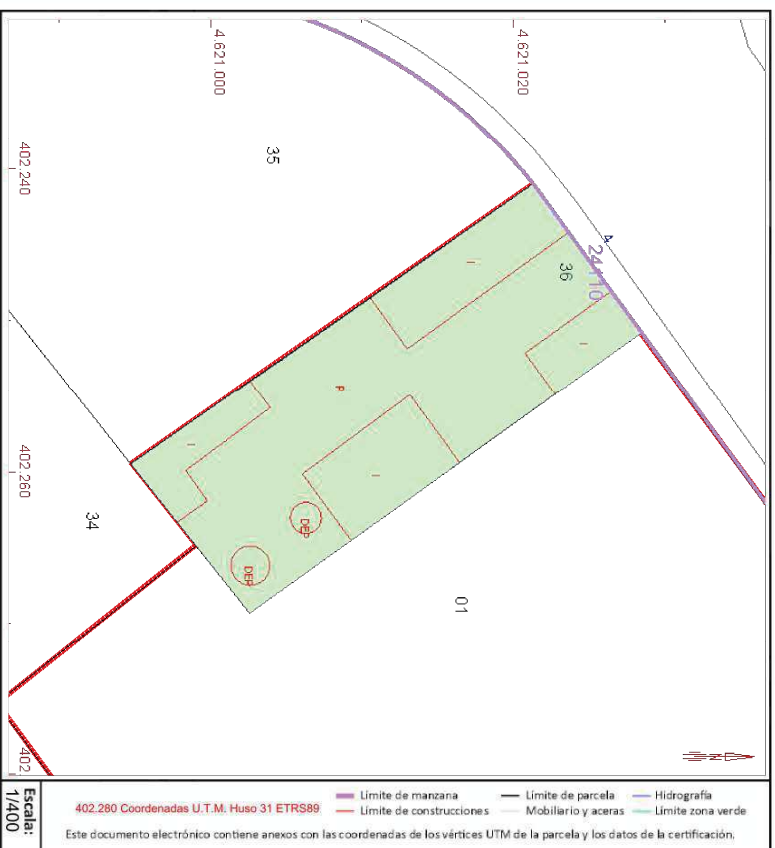 4.621.000
4.621.020
402.240
35
4
24110
36
I
I
P
I
402.260
I
34
DEP
DEP
01
402
Escala:
1/400
402.280 Coordenadas U.T.M. Huso 31 ETRS89
Límite de manzana
Límite de parcela
Hidrografía
Límite de construcciones
Mobiliario y aceras
Límite zona verde
Este documento electrónico contiene anexos con las coordenadas de los vértices UTM de la parcela y los datos de la certificación.